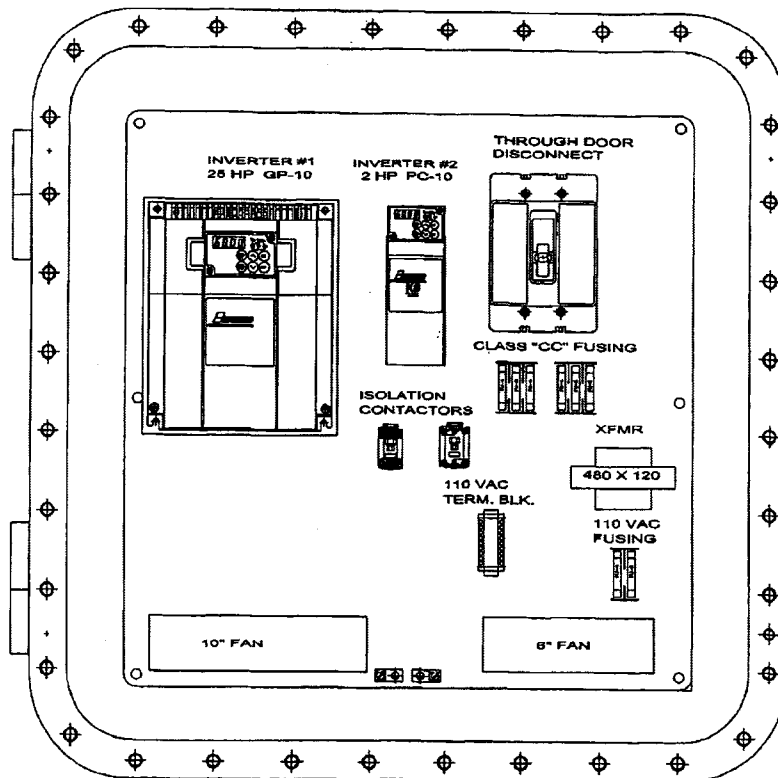 THROUGH DOOR
DISCONNECT
INVERTER #1
25 HP GP-10
INVERTER #2
2 HP PC-10
CLASS "CC" FUSING
ISOLATION
CONTACTORS
XFMR
480 X 120
110 VAC
TERM. BLK.
110 VAC
FUSING
10" FAN
6" FAN